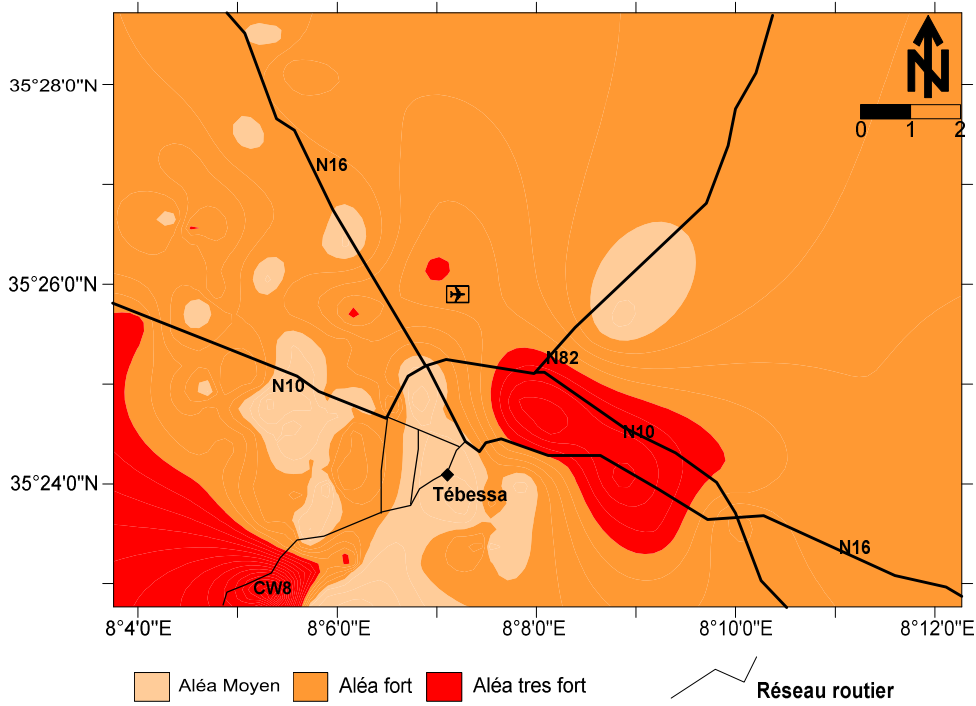 35°28'0"N
N
0 1 2
N16
35°26'0"N
N82
N10
N10
35°24'0"N
Tébessa
N16
CW8
8°4'0"E 8°6'0"E 8°8'0"E 8°10'0"E 8°12'0"E
Aléa Moyen Aléa fort Aléa tres fort Réseau routier